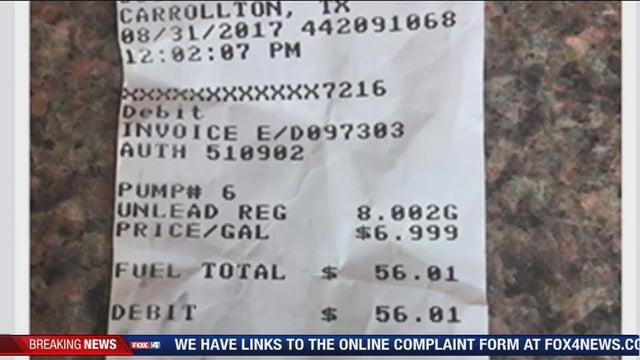 CARROLLTON, TX
08/31/2017 442091068
12:02:07 PM
XXXXXXXXXXXX7216
Debit
INVOICE E/D097303
AUTH 510902
PUMP# 6
UNLEAD REG 8.002G
PRICE/GAL $6.999
FUEL TOTAL $ 56.01
DEBIT $ 56.01
BREAKING NEWS FOX 4 WE HAVE LINKS TO THE ONLINE COMPLAINT FORM AT FOX4NEWS.CO